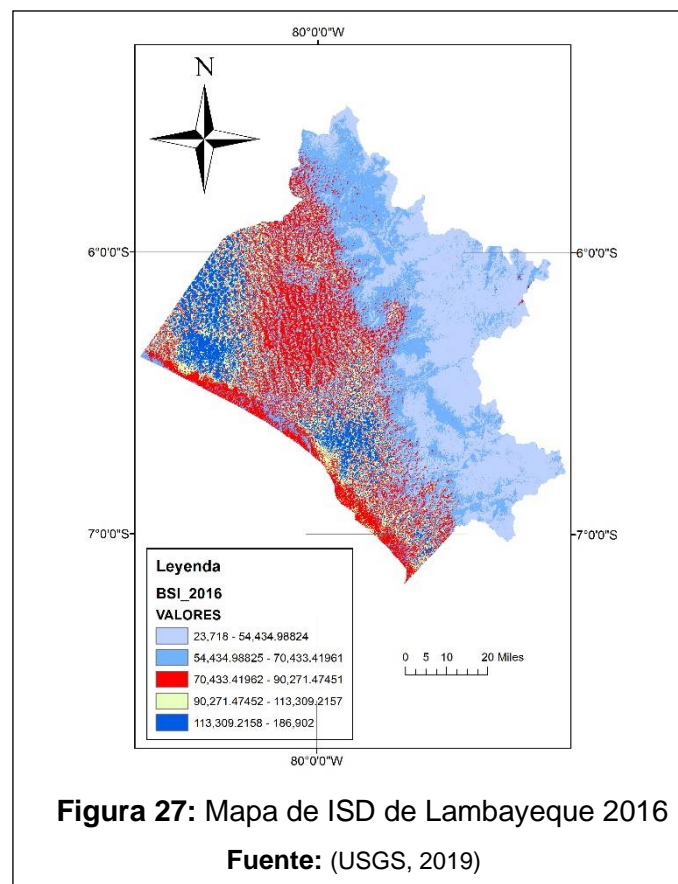 80°0'0"W
N
6°0'0"S 6°0'0"S
7°0'0"S 7°0'0"S
Leyenda
BSI_2016
VALORES
23,718 - 54,434.98824
54,434.98825 - 70,433.41961
70,433.41962 - 90,271.47451
90,271.47452 - 113,309.2157
113,309.2158 - 186,902
0 5 10 20 Miles
80°0'0"W
Figura 27: Mapa de ISD de Lambayeque 2016
Fuente: (USGS, 2019)